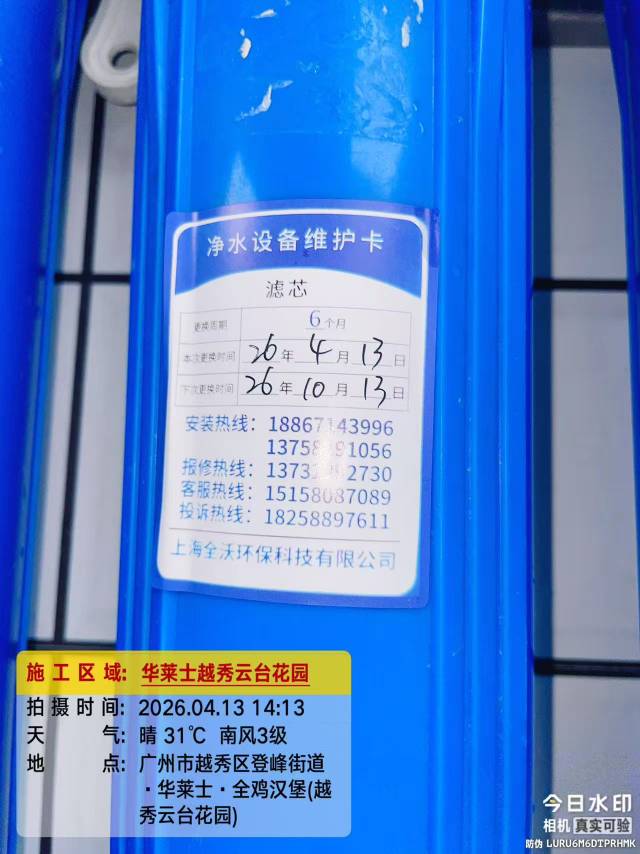 净水设备维护卡
滤芯
更换周期 6个月
本次更换时间 26年4月13日
下次更换时间 26年10月13日
安装热线：18867143996
报修热线：
客服热线：15158087089
投诉热线：18258897611
上海全沃环保科技有限公司
施工区域：华莱士越秀云台花园
拍摄时间：2026.04.13 14:13
天气：晴 31℃ 南风3级
地点：广州市越秀区登峰街道
·华莱士·全鸡汉堡(越
秀云台花园)
今日水印
相机 真实可验
防伪 LURU6M6DTPRHMK